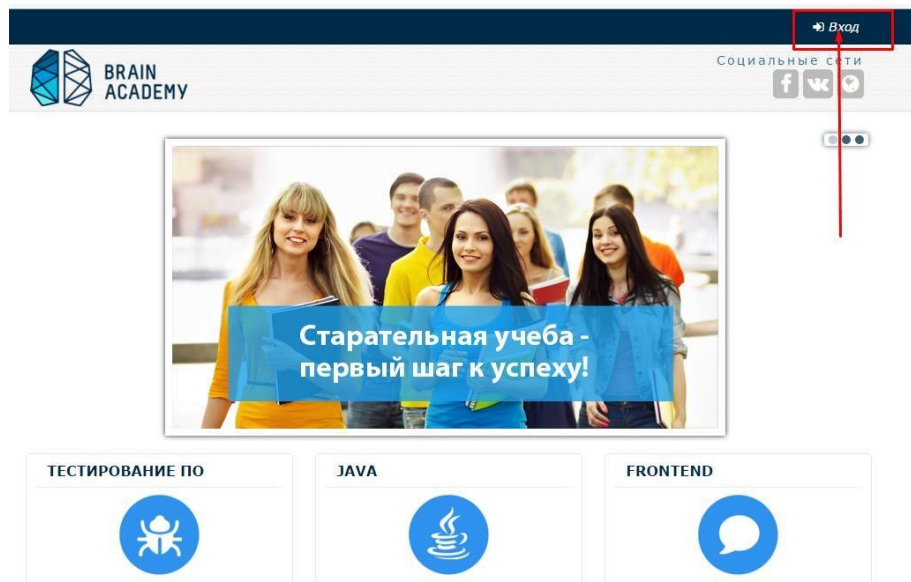 Вход
BRAIN
ACADEMY
Социальные сети
Старательная учеба -
первый шаг к успеху!
ТЕСТИРОВАНИЕ ПО
JAVA
FRONTEND